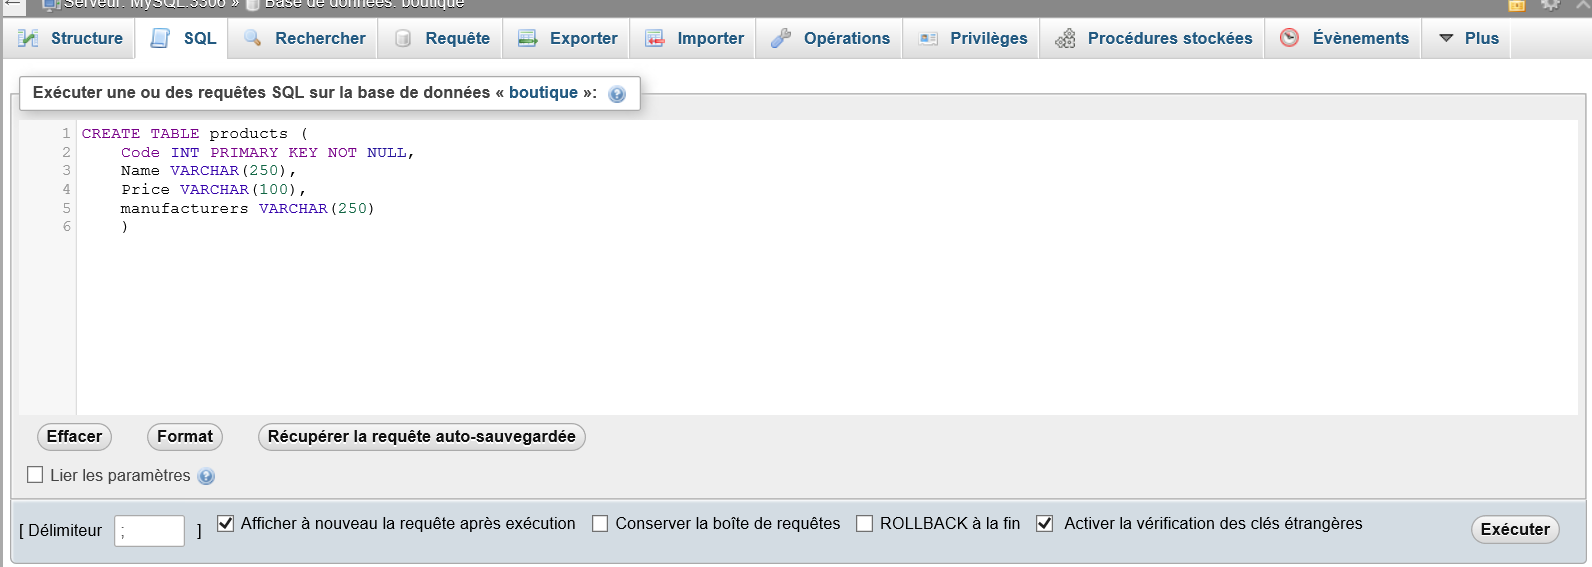 Serveur: MySQL:3306 » Base de données: boutique
Structure SQL Rechercher Requête Exporter Importer Opérations Privilèges Procédures stockées Évènements Plus
Exécuter une ou des requêtes SQL sur la base de données « boutique »:
1 CREATE TABLE products (
2 Code INT PRIMARY KEY NOT NULL,
3 Name VARCHAR(250),
4 Price VARCHAR(100),
5 manufacturers VARCHAR(250)
6 )
Effacer Format Récupérer la requête auto-sauvegardée
Lier les paramètres
[ Délimiteur ; ] Afficher à nouveau la requête après exécution Conserver la boîte de requêtes ROLLBACK à la fin Activer la vérification des clés étrangères Exécuter